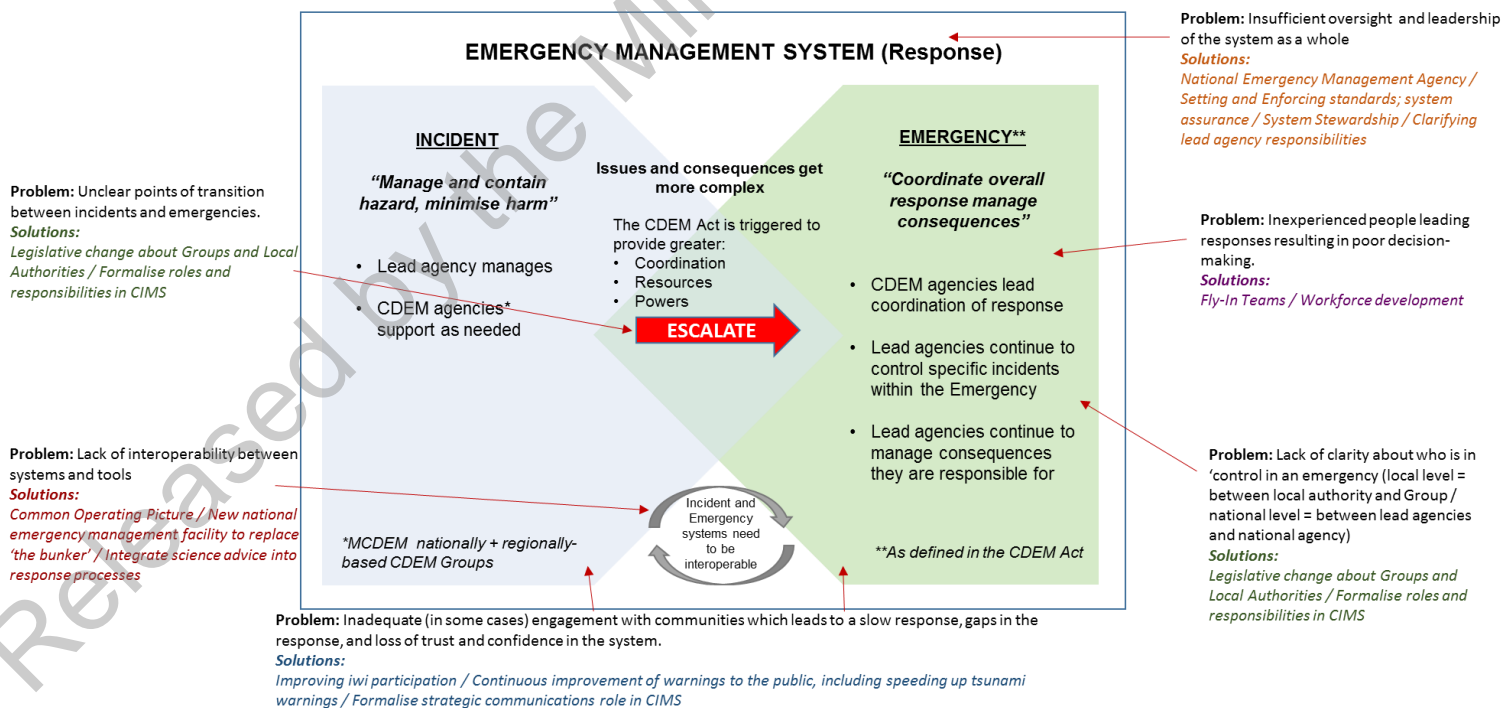 Released by the Mi
EMERGENCY MANAGEMENT SYSTEM (Response)
INCIDENT
“Manage and contain
hazard, minimise harm”
• Lead agency manages
• CDEM agencies*
support as needed
*MCDEM nationally + regionally-
based CDEM Groups
Issues and consequences get
more complex
The CDEM Act is triggered to
provide greater:
• Coordination
• Resources
• Powers
ESCALATE
Incident and
Emergency
systems need
to be
interoperable
EMERGENCY**
“Coordinate overall
response manage
consequences”
• CDEM agencies lead
coordination of response
• Lead agencies continue to
control specific incidents
within the Emergency
• Lead agencies continue to
manage consequences
they are responsible for
**As defined in the CDEM Act
Problem: Unclear points of transition
between incidents and emergencies.
Solutions:
Legislative change about Groups and Local
Authorities / Formalise roles and
responsibilities in CIMS
Problem: Lack of interoperability between
systems and tools
Solutions:
Common Operating Picture / New national
emergency management facility to replace
‘the bunker’ / Integrate science advice into
response processes
Problem: Insufficient oversight and leadership
of the system as a whole
Solutions:
National Emergency Management Agency /
Setting and Enforcing standards; system
assurance / System Stewardship / Clarifying
lead agency responsibilities
Problem: Inexperienced people leading
responses resulting in poor decision-
making.
Solutions:
Fly-In Teams / Workforce development
Problem: Lack of clarity about who is in
‘control in an emergency (local level =
between local authority and Group /
national level = between lead agencies
and national agency)
Solutions:
Legislative change about Groups and
Local Authorities / Formalise roles and
responsibilities in CIMS
Problem: Inadequate (in some cases) engagement with communities which leads to a slow response, gaps in the
response, and loss of trust and confidence in the system.
Solutions:
Improving iwi participation / Continuous improvement of warnings to the public, including speeding up tsunami
warnings / Formalise strategic communications role in CIMS